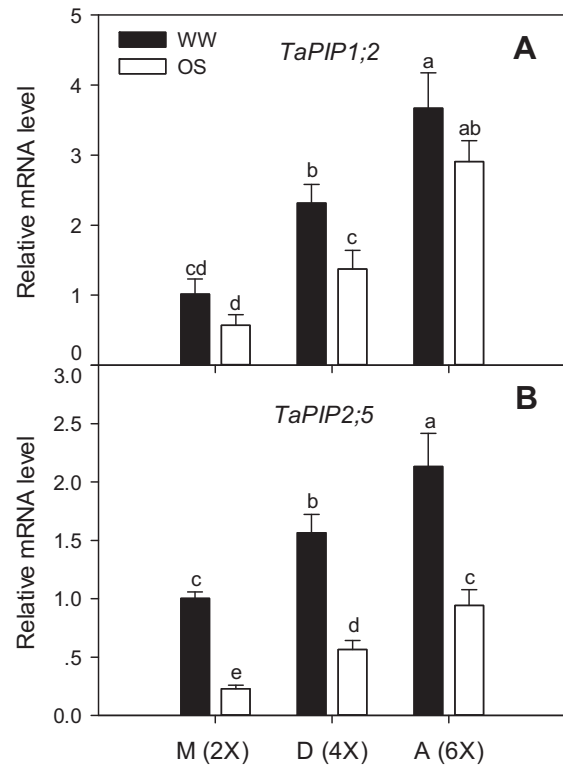 5
WW
OS
A
TaPIP1;2
a
ab
4
3
b
c
2
cd
d
1
0
Relative mRNA level
3.0
B
TaPIP2;5
a
2.5
b
2.0
c
c
1.5
d
1.0
e
.5
0.0
Relative mRNA level
M (2X) D (4X) A (6X)